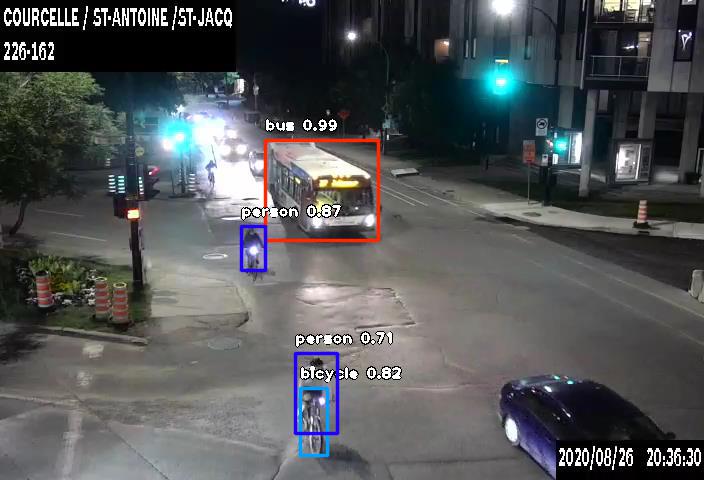 COURCELLE / ST-ANTOINE /ST-JACQ
226-162
bus 0.99
person 0.87
person 0.71
bicycle 0.82
2020/08/26 20:36:30